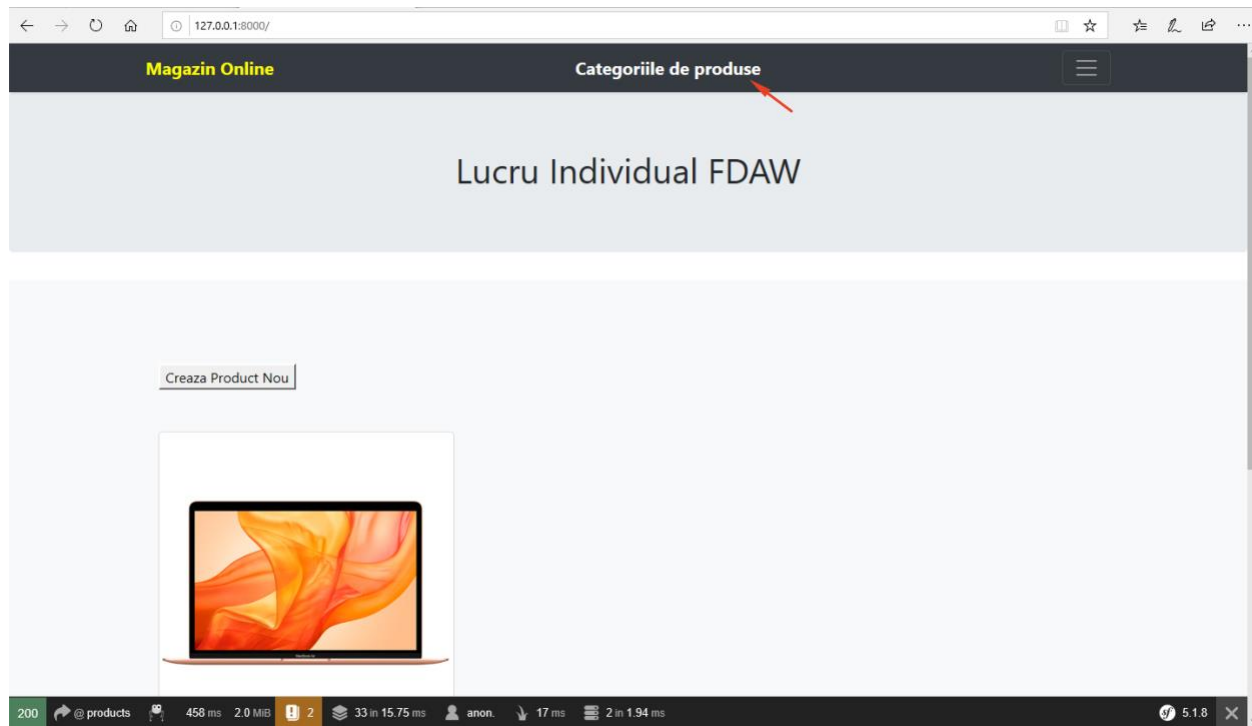 127.0.0.1:8000/
Magazin Online Categoriile de produse
Lucru Individual FDAW
Creaza Product Nou
200 @ products 458 ms 2.0 MiB 2 33 in 15.75 ms anon. 17 ms 2 in 1.94 ms sf 5.1.8